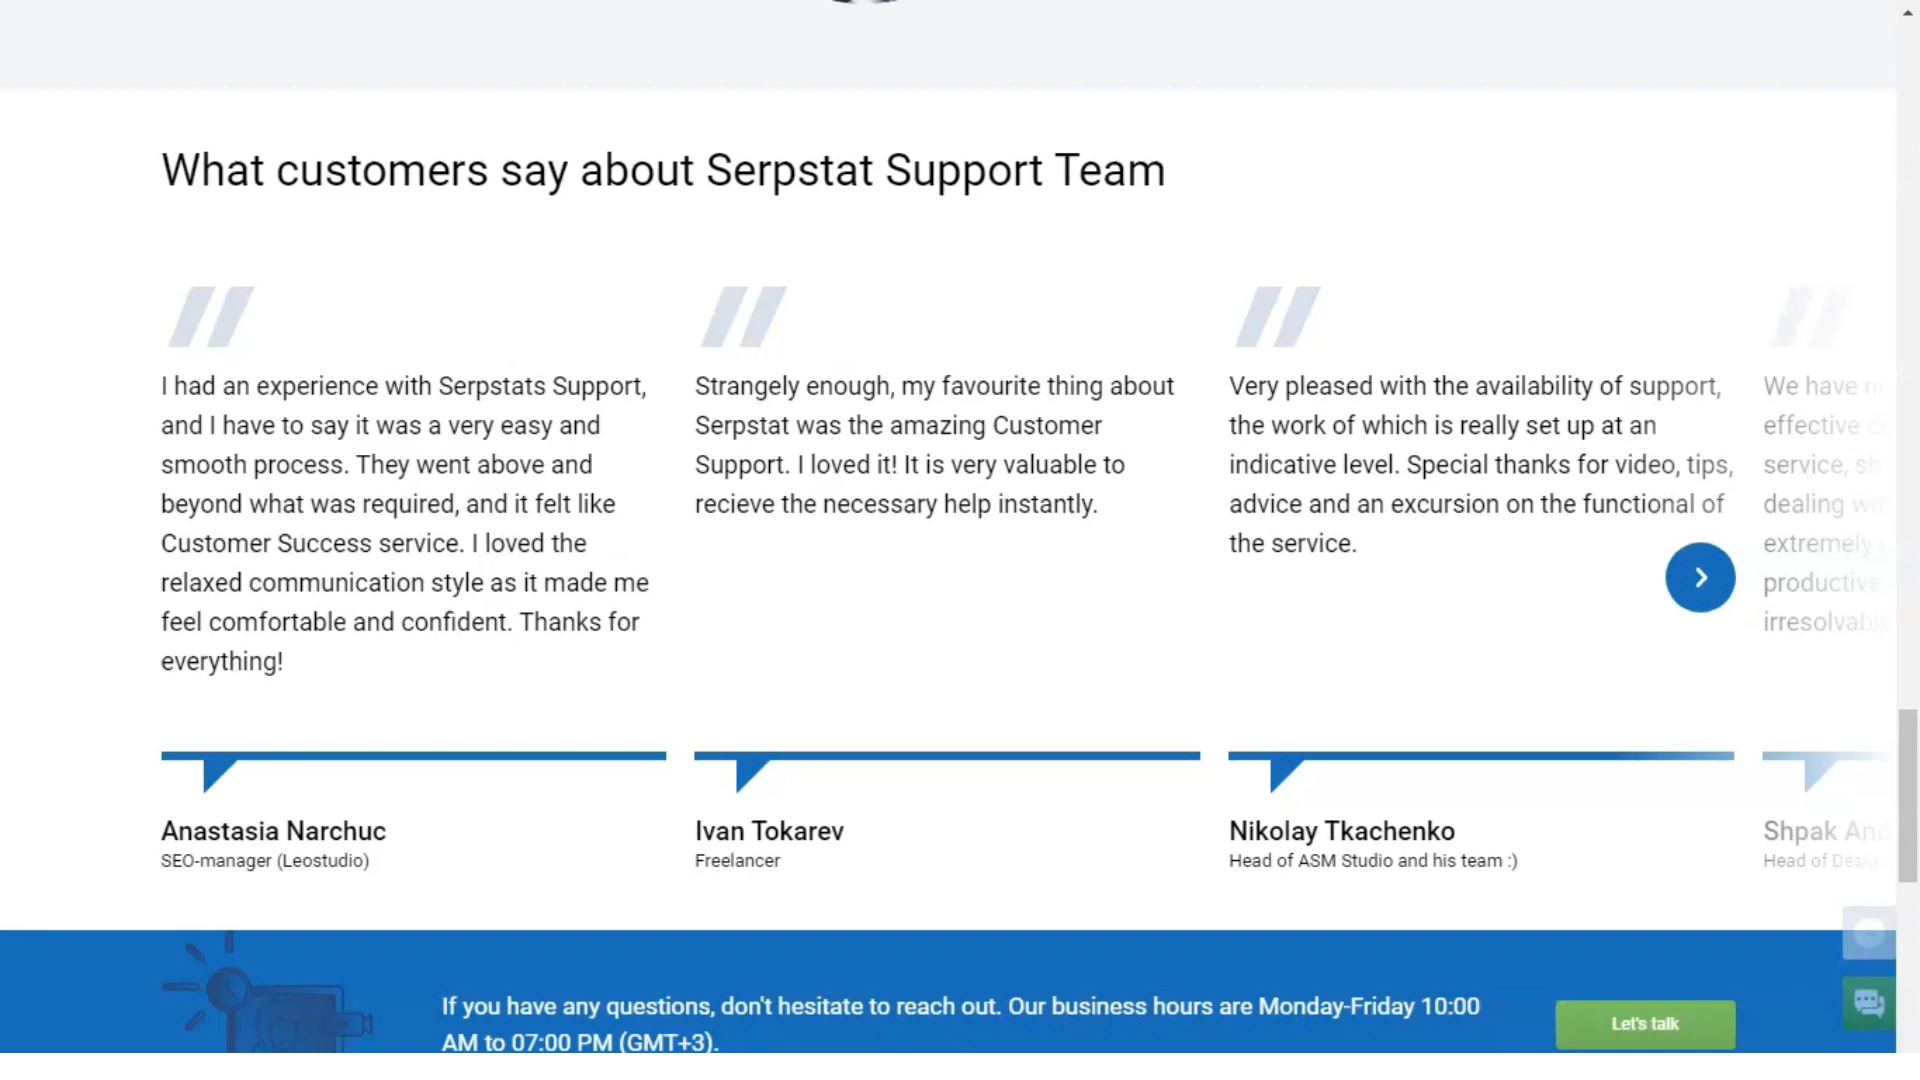 What customers say about Serpstat Support Team
I had an experience with Serpstats Support,
and I have to say it was a very easy and
smooth process. They went above and
beyond what was required, and it felt like
Customer Success service. I loved the
relaxed communication style as it made me
feel comfortable and confident. Thanks for
everything!
Anastasia Narchuc
SEO-manager (Leostudio)
Strangely enough, my favourite thing about
Serpstat was the amazing Customer
Support. I loved it! It is very valuable to
recieve the necessary help instantly.
Ivan Tokarev
Freelancer
Very pleased with the availability of support,
the work of which is really set up at an
indicative level. Special thanks for video, tips,
advice and an excursion on the functional of
the service.
Nikolay Tkachenko
Head of ASM Studio and his team :)
We have
effective
service,
dealing
extremely
productive
Shpak
Head of
If you have any questions, don't hesitate to reach out. Our business hours are Monday-Friday 10:00
AM to 07:00 PM (GMT+3).
Let's talk